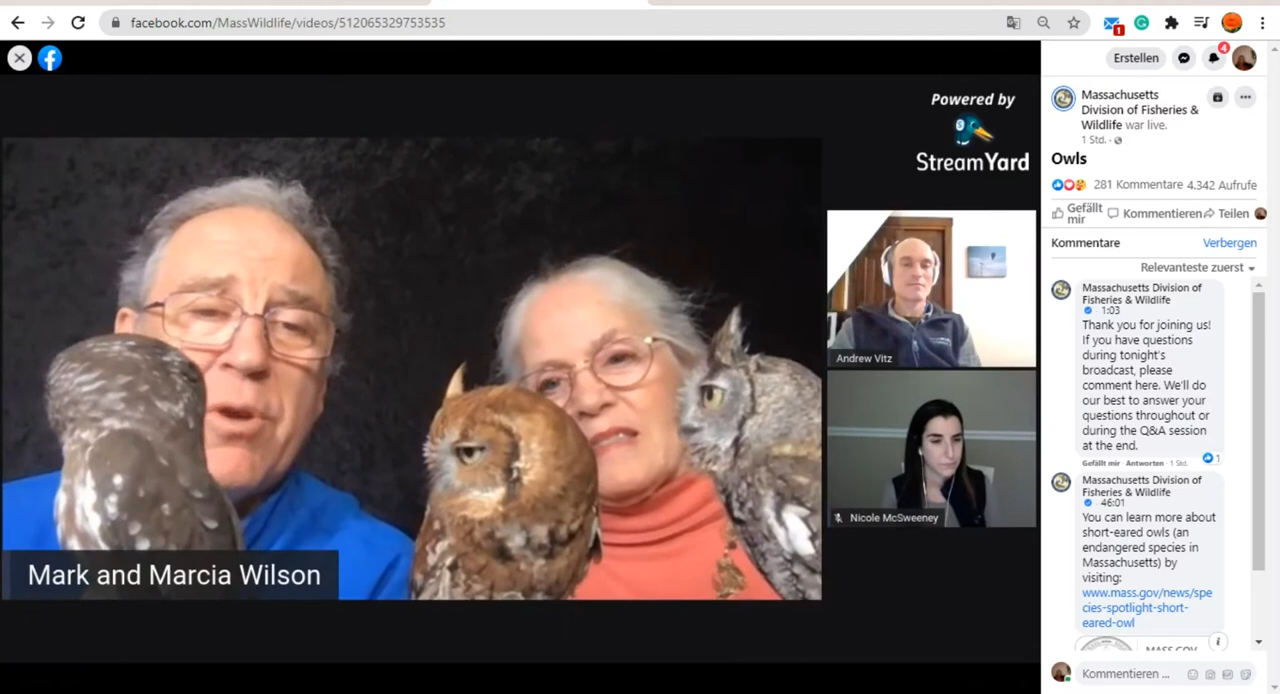 facebook.com/MassWildlife/videos/512065329753535
1
Powered by
StreamYard
Mark and Marcia Wilson
Andrew Vitz
Nicole McSweeney
Erstellen
4
Massachusetts
Division of Fisheries &
Wildlife war live.
1 Std. ·
Owls
281 Kommentare 4.342 Aufrufe
Gefällt
mir
Kommentieren
Teilen
Kommentare
Verbergen
Relevanteste zuerst
Massachusetts Division of
Fisheries & Wildlife
· 1:03
Thank you for joining us!
If you have questions
during tonight's
broadcast, please
comment here. We'll do
our best to answer your
questions throughout or
during the Q&A session
at the end.
Gefällt mir · Antworten · 1 Std.
1
Massachusetts Division of
Fisheries & Wildlife
· 46:01
You can learn more about
short-eared owls (an
endangered species in
Massachusetts) by
visiting:
www.mass.gov/news/spe
cies-spotlight-short-
eared-owl
MASS.GOV
Kommentieren ...